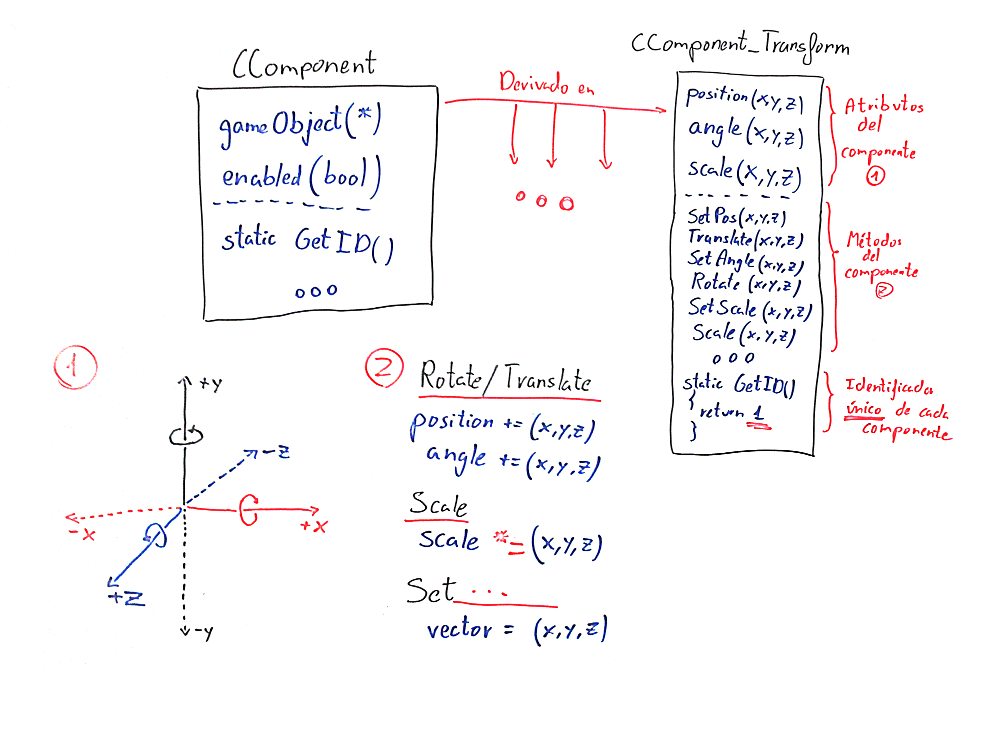 CComponent
gameObject(*)
enabled(bool)
static GetID()
ooo
Derivado en
ooo
CComponent_Transform
position(x,y,z)
angle(x,y,z)
scale(x,y,z)
SetPos(x,y,z)
Translate(x,y,z)
SetAngle(x,y,z)
Rotate(x,y,z)
SetScale(x,y,z)
Scale(x,y,z)
ooo
static GetID()
{
return 1
}
Atributos
del
componente
1
Métodos
del
componente
2
Identificador
único de cada
componente
1
+y
-z
-x
+x
+z
-y
2
Rotate/Translate
position += (x,y,z)
angle += (x,y,z)
Scale
scale *= (x,y,z)
Set ...
vector = (x,y,z)